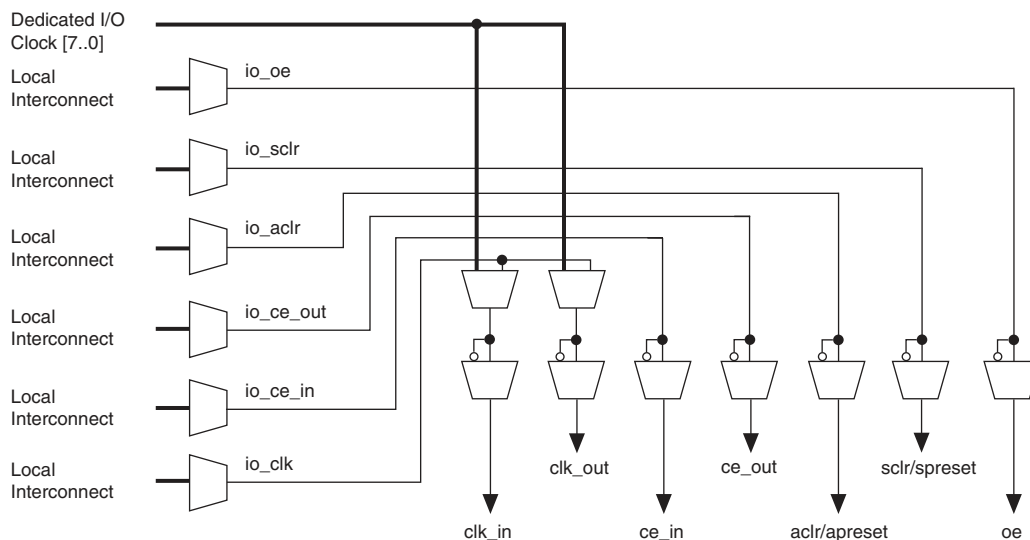 Dedicated I/O
Clock [7..0]
Local
Interconnect
io_oe
Local
Interconnect
io_sclr
Local
Interconnect
io_aclr
Local
Interconnect
io_ce_out
Local
Interconnect
io_ce_in
Local
Interconnect
io_clk
clk_out
ce_out
sclr/spreset
clk_in
ce_in
aclr/apreset
oe